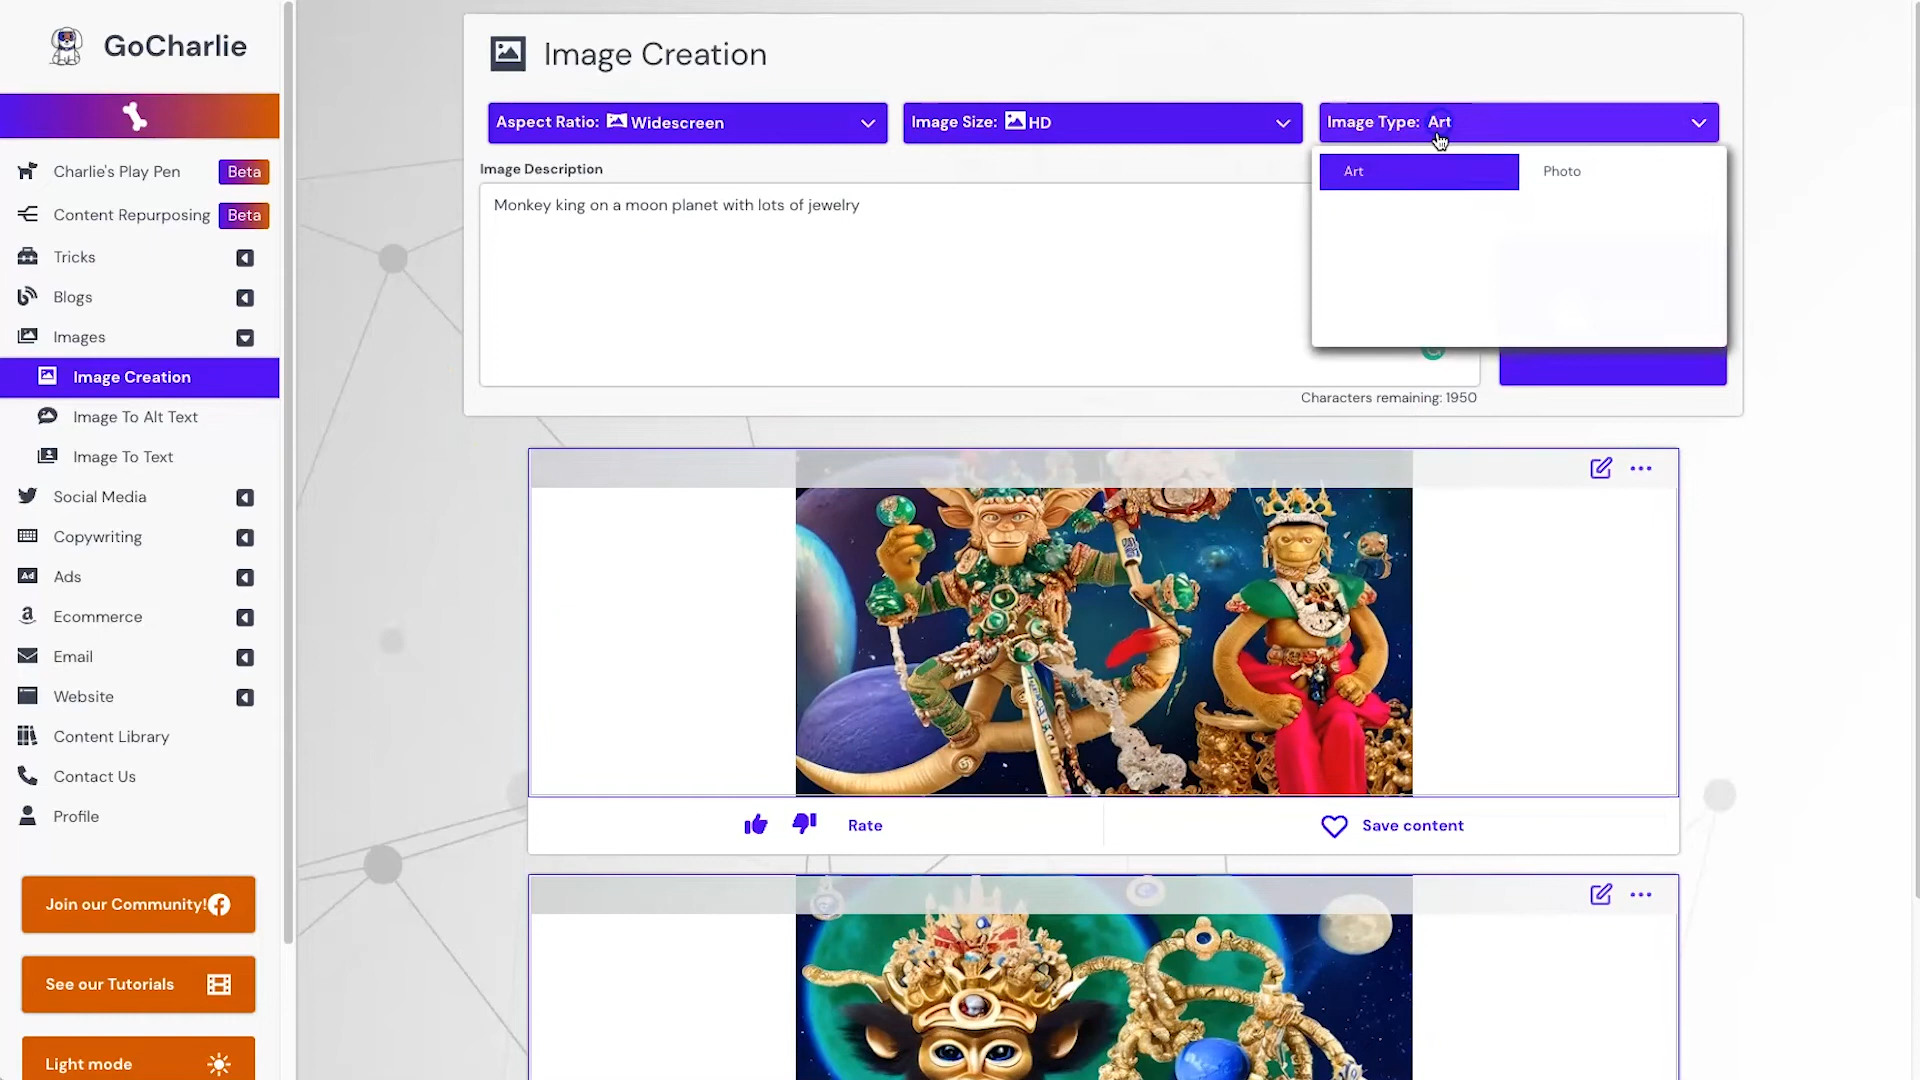 GoCharlie
Charlie's Play Pen Beta
Content Repurposing Beta
Tricks
Blogs
Images
Image Creation
Image To Alt Text
Image To Text
Social Media
Copywriting
Ad Ads
Ecommerce
Email
Website
Content Library
Contact Us
Profile
Join our Community!
See our Tutorials
Light mode
Image Creation
Aspect Ratio: Widescreen
Image Size: HD
Image Type: Art
Art Photo
Image Description
Monkey king on a moon planet with lots of jewelry
Characters remaining: 1950
Rate
Save content